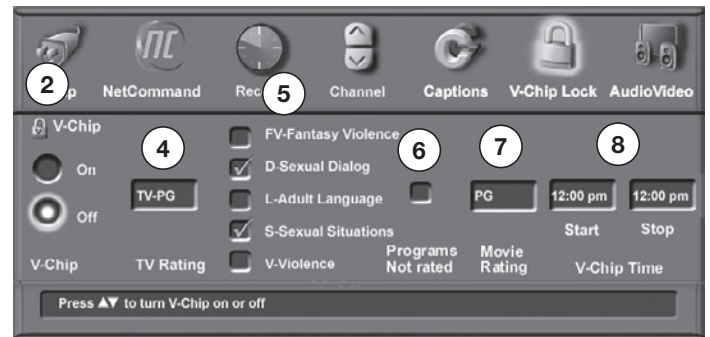 2
4
5
6
7
8
NetCommand
Channel
Captions
V-Chip Lock
AudioVideo
V-Chip
On
Off
V-Chip
TV-PG
TV Rating
FV-Fantasy Violence
D-Sexual Dialog
L-Adult Language
S-Sexual Situations
V-Violence
Programs
Not rated
PG
Movie
Rating
12:00 pm
12:00 pm
Start
Stop
V-Chip Time
Press ▲▼ to turn V-Chip on or off